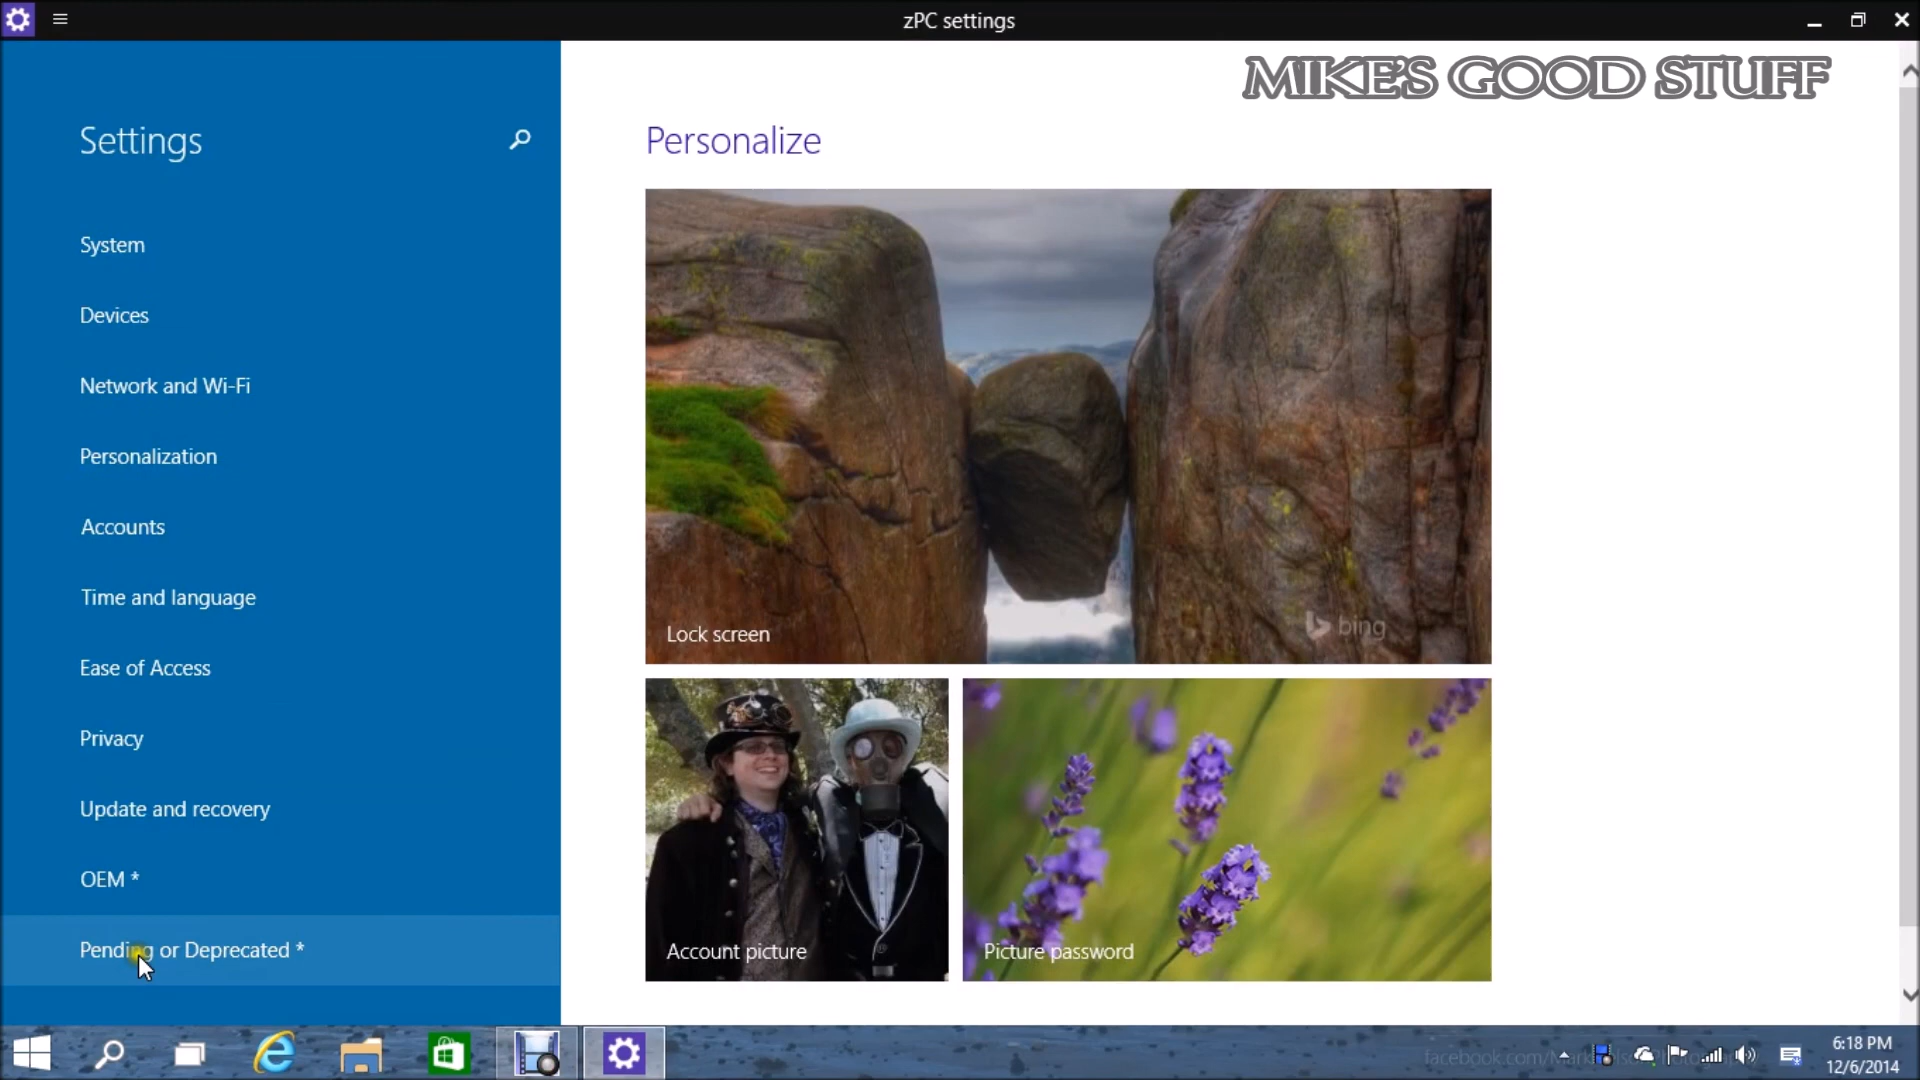 zPC settings
MIKE'S GOOD STUFF
Settings
Personalize
System
Devices
Network and Wi-Fi
Personalization
Accounts
Time and language
Ease of Access
Privacy
Update and recovery
OEM *
Pending or Deprecated *
Lock screen
bing
Account picture
Picture password
6:18 PM
12/6/2014